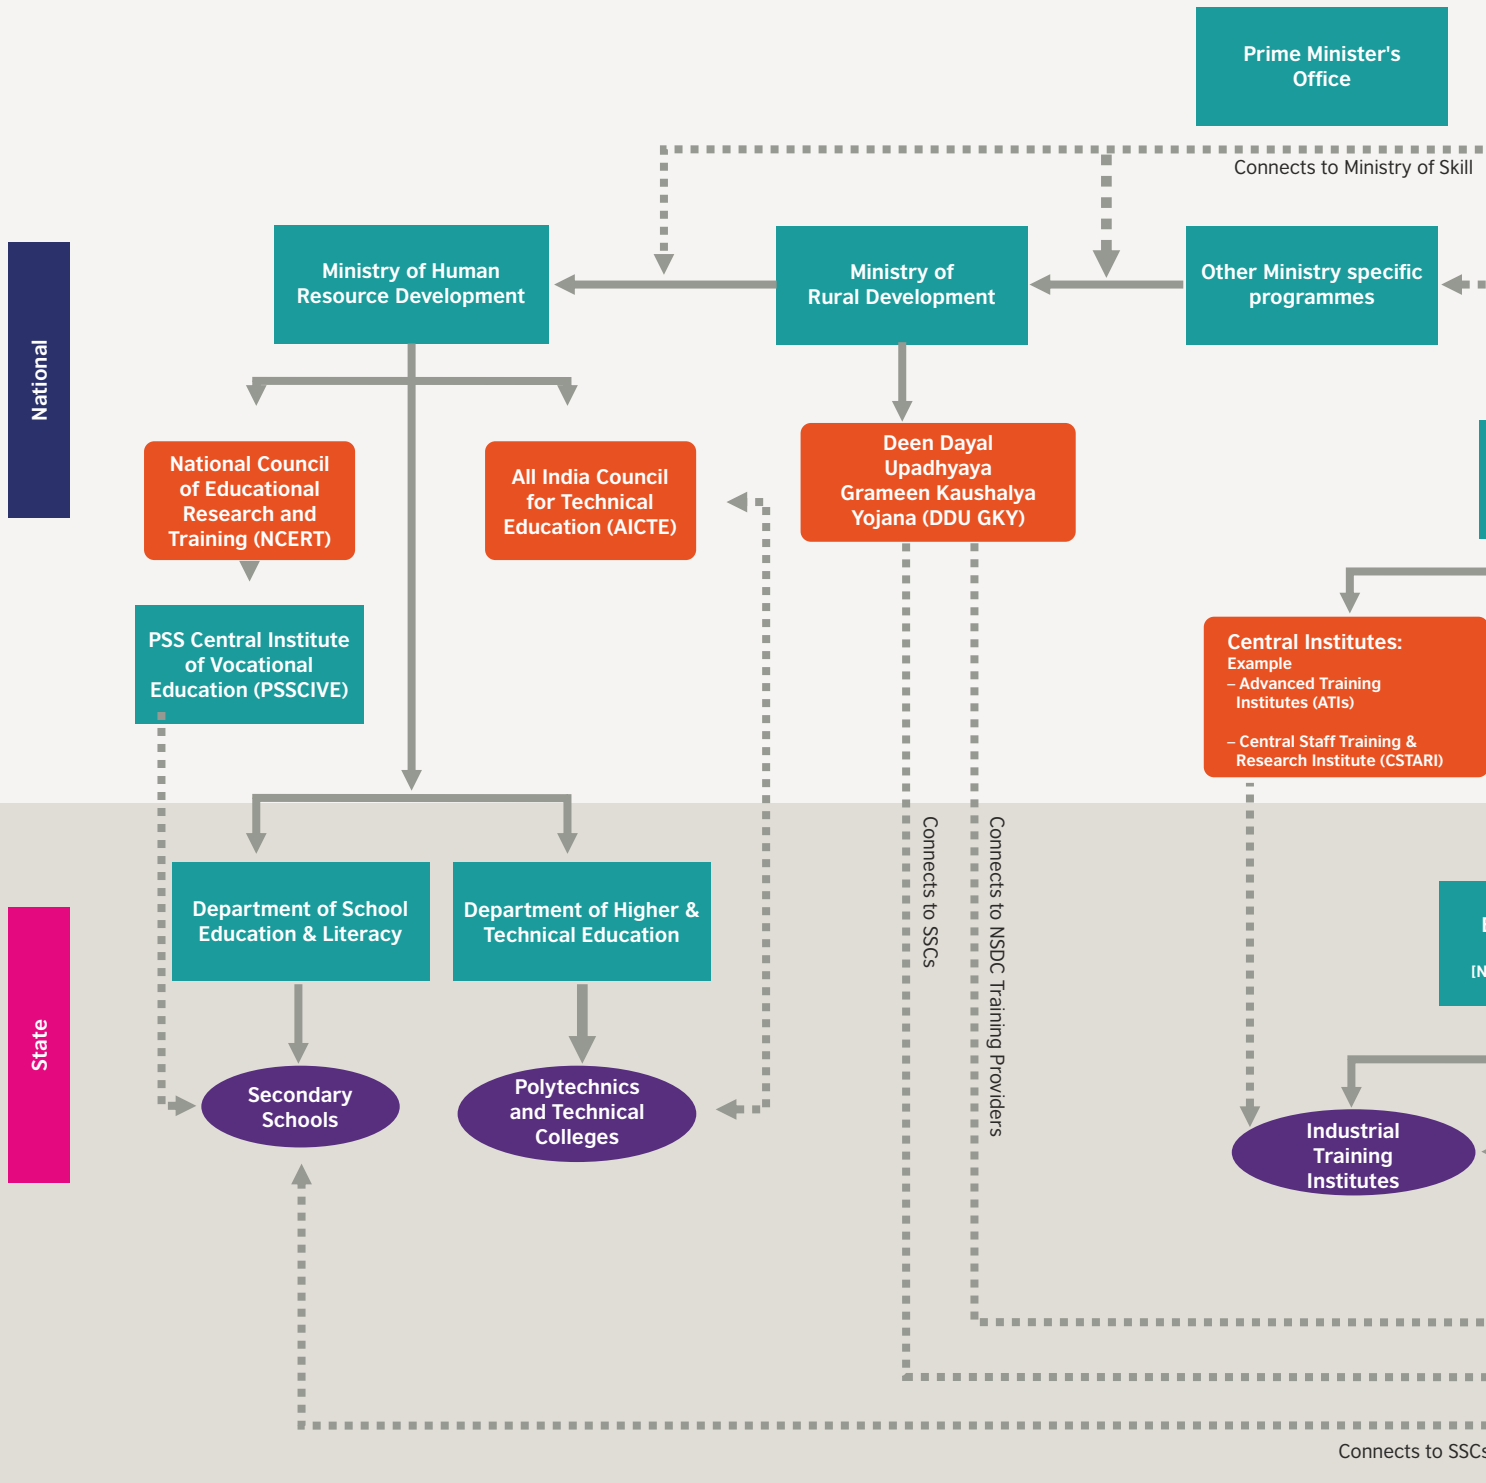 Prime Minister's
Office
Connects to Ministry of Skill
National
Ministry of Human
Resource Development
Ministry of
Rural Development
Other Ministry specific
programmes
National Council
of Educational
Research and
Training (NCERT)
All India Council
for Technical
Education (AICTE)
Deen Dayal
Upadhyaya
Grameen Kaushalya
Yojana (DDU GKY)
PSS Central Institute
of Vocational
Education (PSSCIVE)
Central Institutes:
Example
– Advanced Training
Institutes (ATIs)
– Central Staff Training &
Research Institute (CSTARI)
State
Department of School
Education & Literacy
Department of Higher &
Technical Education
Connects to SSCs
Connects to NSDC Training Providers
Secondary
Schools
Polytechnics
and Technical
Colleges
Industrial
Training
Institutes
Connects to SSCs